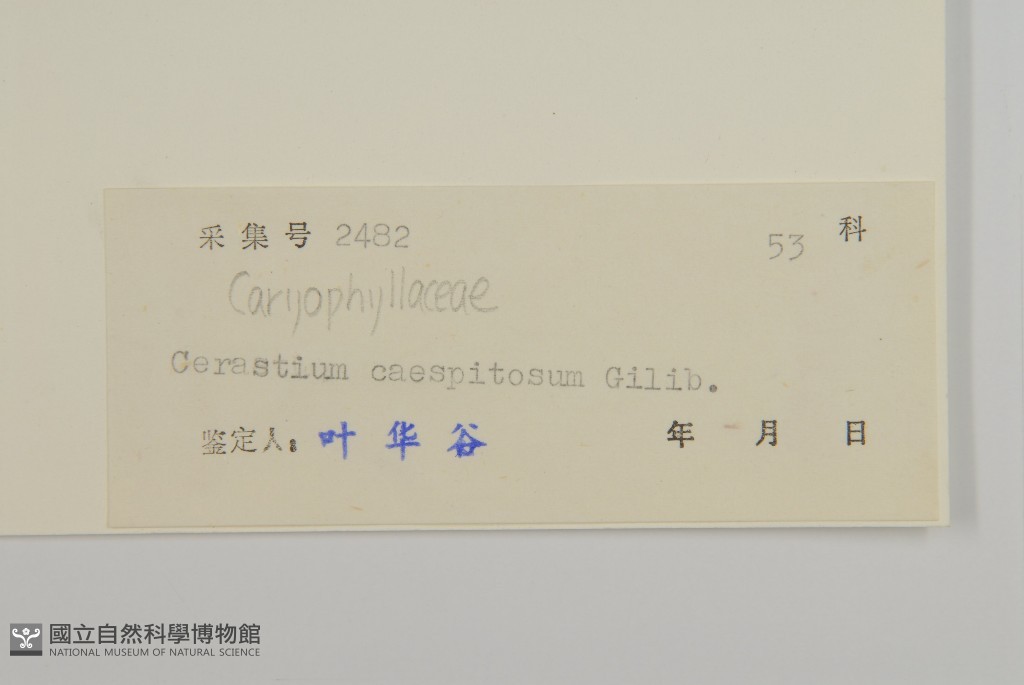 采集号 2482 53 科
Caryophyllaceae
Cerastium caespitosum Gilib.
鉴定人: 叶华谷 年 月 日
國立自然科學博物館
NATIONAL MUSEUM OF NATURAL SCIENCE